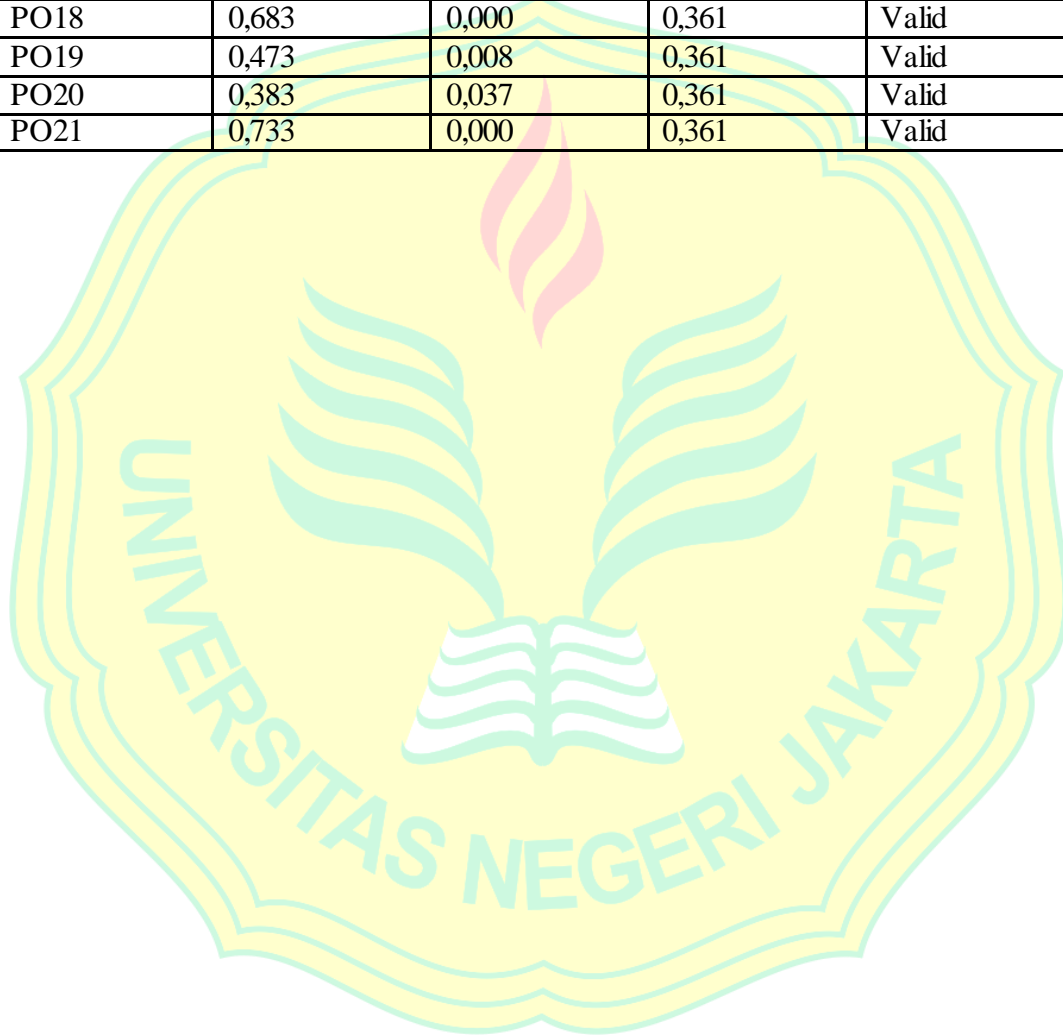 PO18 0,683 0,000 0,361 Valid
PO19 0,473 0,008 0,361 Valid
PO20 0,383 0,037 0,361 Valid
PO21 0,733 0,000 0,361 Valid
UNIVERSITAS NEGERI JAKARTA